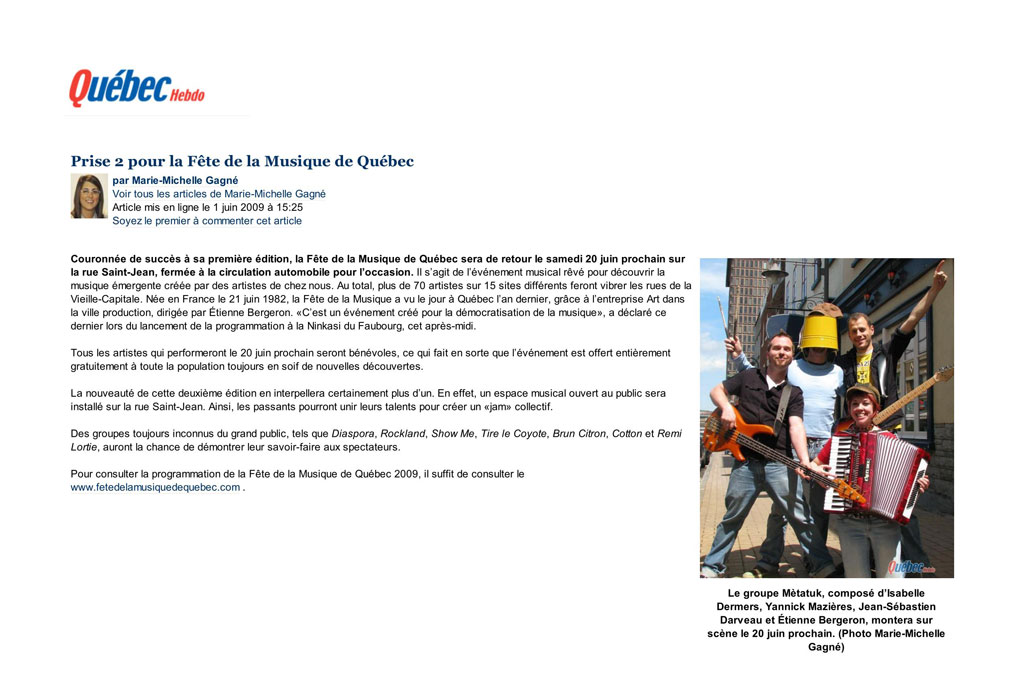 Québec Hebdo
Prise 2 pour la Fête de la Musique de Québec
par Marie-Michelle Gagné
Voir tous les articles de Marie-Michelle Gagné
Article mis en ligne le 1 juin 2009 à 15:25
Soyez le premier à commenter cet article
Couronnée de succès à sa première édition, la Fête de la Musique de Québec sera de retour le samedi 20 juin prochain sur
la rue Saint-Jean, fermée à la circulation automobile pour l’occasion. Il s’agit de l’événement musical rêvé pour découvrir la
musique émergente créée par des artistes de chez nous. Au total, plus de 70 artistes sur 15 sites différents feront vibrer les rues de la
Vieille-Capitale. Née en France le 21 juin 1982, la Fête de la Musique a vu le jour à Québec l’an dernier, grâce à l’entreprise Art dans
la ville production, dirigée par Étienne Bergeron. «C’est un événement créé pour la démocratisation de la musique», a déclaré ce
dernier lors du lancement de la programmation à la Ninkasi du Faubourg, cet après-midi.
Tous les artistes qui performeront le 20 juin prochain seront bénévoles, ce qui fait en sorte que l’événement est offert entièrement
gratuitement à toute la population toujours en soif de nouvelles découvertes.
La nouveauté de cette deuxième édition en interpellera certainement plus d’un. En effet, un espace musical ouvert au public sera
installé sur la rue Saint-Jean. Ainsi, les passants pourront unir leurs talents pour créer un «jam» collectif.
Des groupes toujours inconnus du grand public, tels que Diaspora, Rockland, Show Me, Tire le Coyote, Brun Citron, Cotton et Remi
Lortie, auront la chance de démontrer leur savoir-faire aux spectateurs.
Pour consulter la programmation de la Fête de la Musique de Québec 2009, il suffit de consulter le
www.fetedelamusiquedequebec.com .
Québec Hebdo
Le groupe Mètatuk, composé d’Isabelle
Dermers, Yannick Mazières, Jean-Sébastien
Darveau et Étienne Bergeron, montera sur
scène le 20 juin prochain. (Photo Marie-Michelle
Gagné)